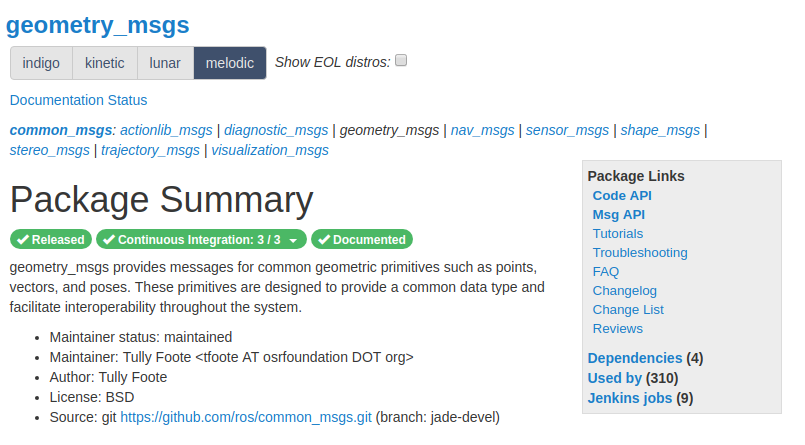 geometry_msgs
indigo kinetic lunar melodic Show EOL distros:
Documentation Status
common_msgs: actionlib_msgs | diagnostic_msgs | geometry_msgs | nav_msgs | sensor_msgs | shape_msgs |
stereo_msgs | trajectory_msgs | visualization_msgs
Package Summary
Released Continuous Integration: 3 / 3 Documented
geometry_msgs provides messages for common geometric primitives such as points,
vectors, and poses. These primitives are designed to provide a common data type and
facilitate interoperability throughout the system.
• Maintainer status: maintained
• Maintainer: Tully Foote <tfoote AT osrfoundation DOT org>
• Author: Tully Foote
• License: BSD
• Source: git https://github.com/ros/common_msgs.git (branch: jade-devel)
Package Links
Code API
Msg API
Tutorials
Troubleshooting
FAQ
Changelog
Change List
Reviews
Dependencies (4)
Used by (310)
Jenkins jobs (9)